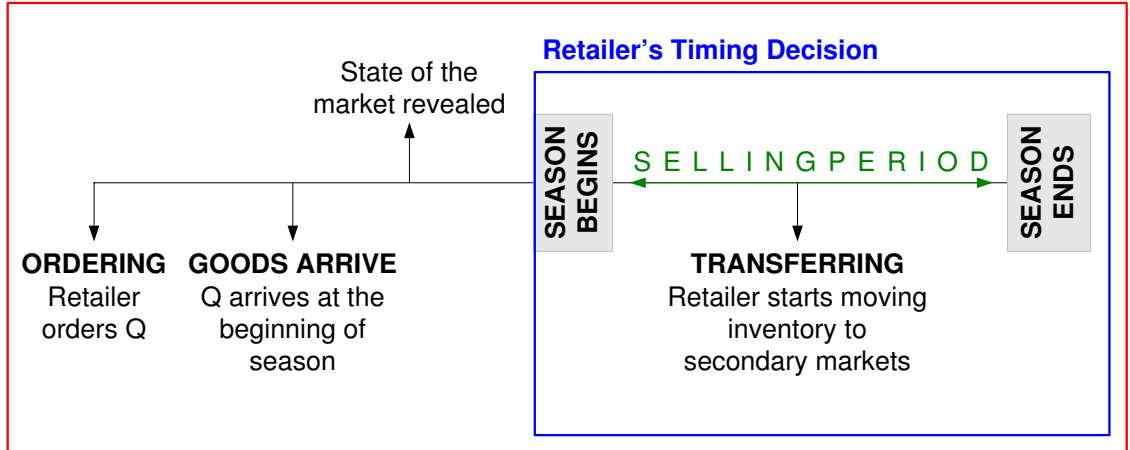 Retailer's Timing Decision
State of the
market revealed
SEASON
BEGINS
S E L L I N G P E R I O D
SEASON
ENDS
ORDERING
Retailer
orders Q
GOODS ARRIVE
Q arrives at the
beginning of
season
TRANSFERRING
Retailer starts moving
inventory to
secondary markets